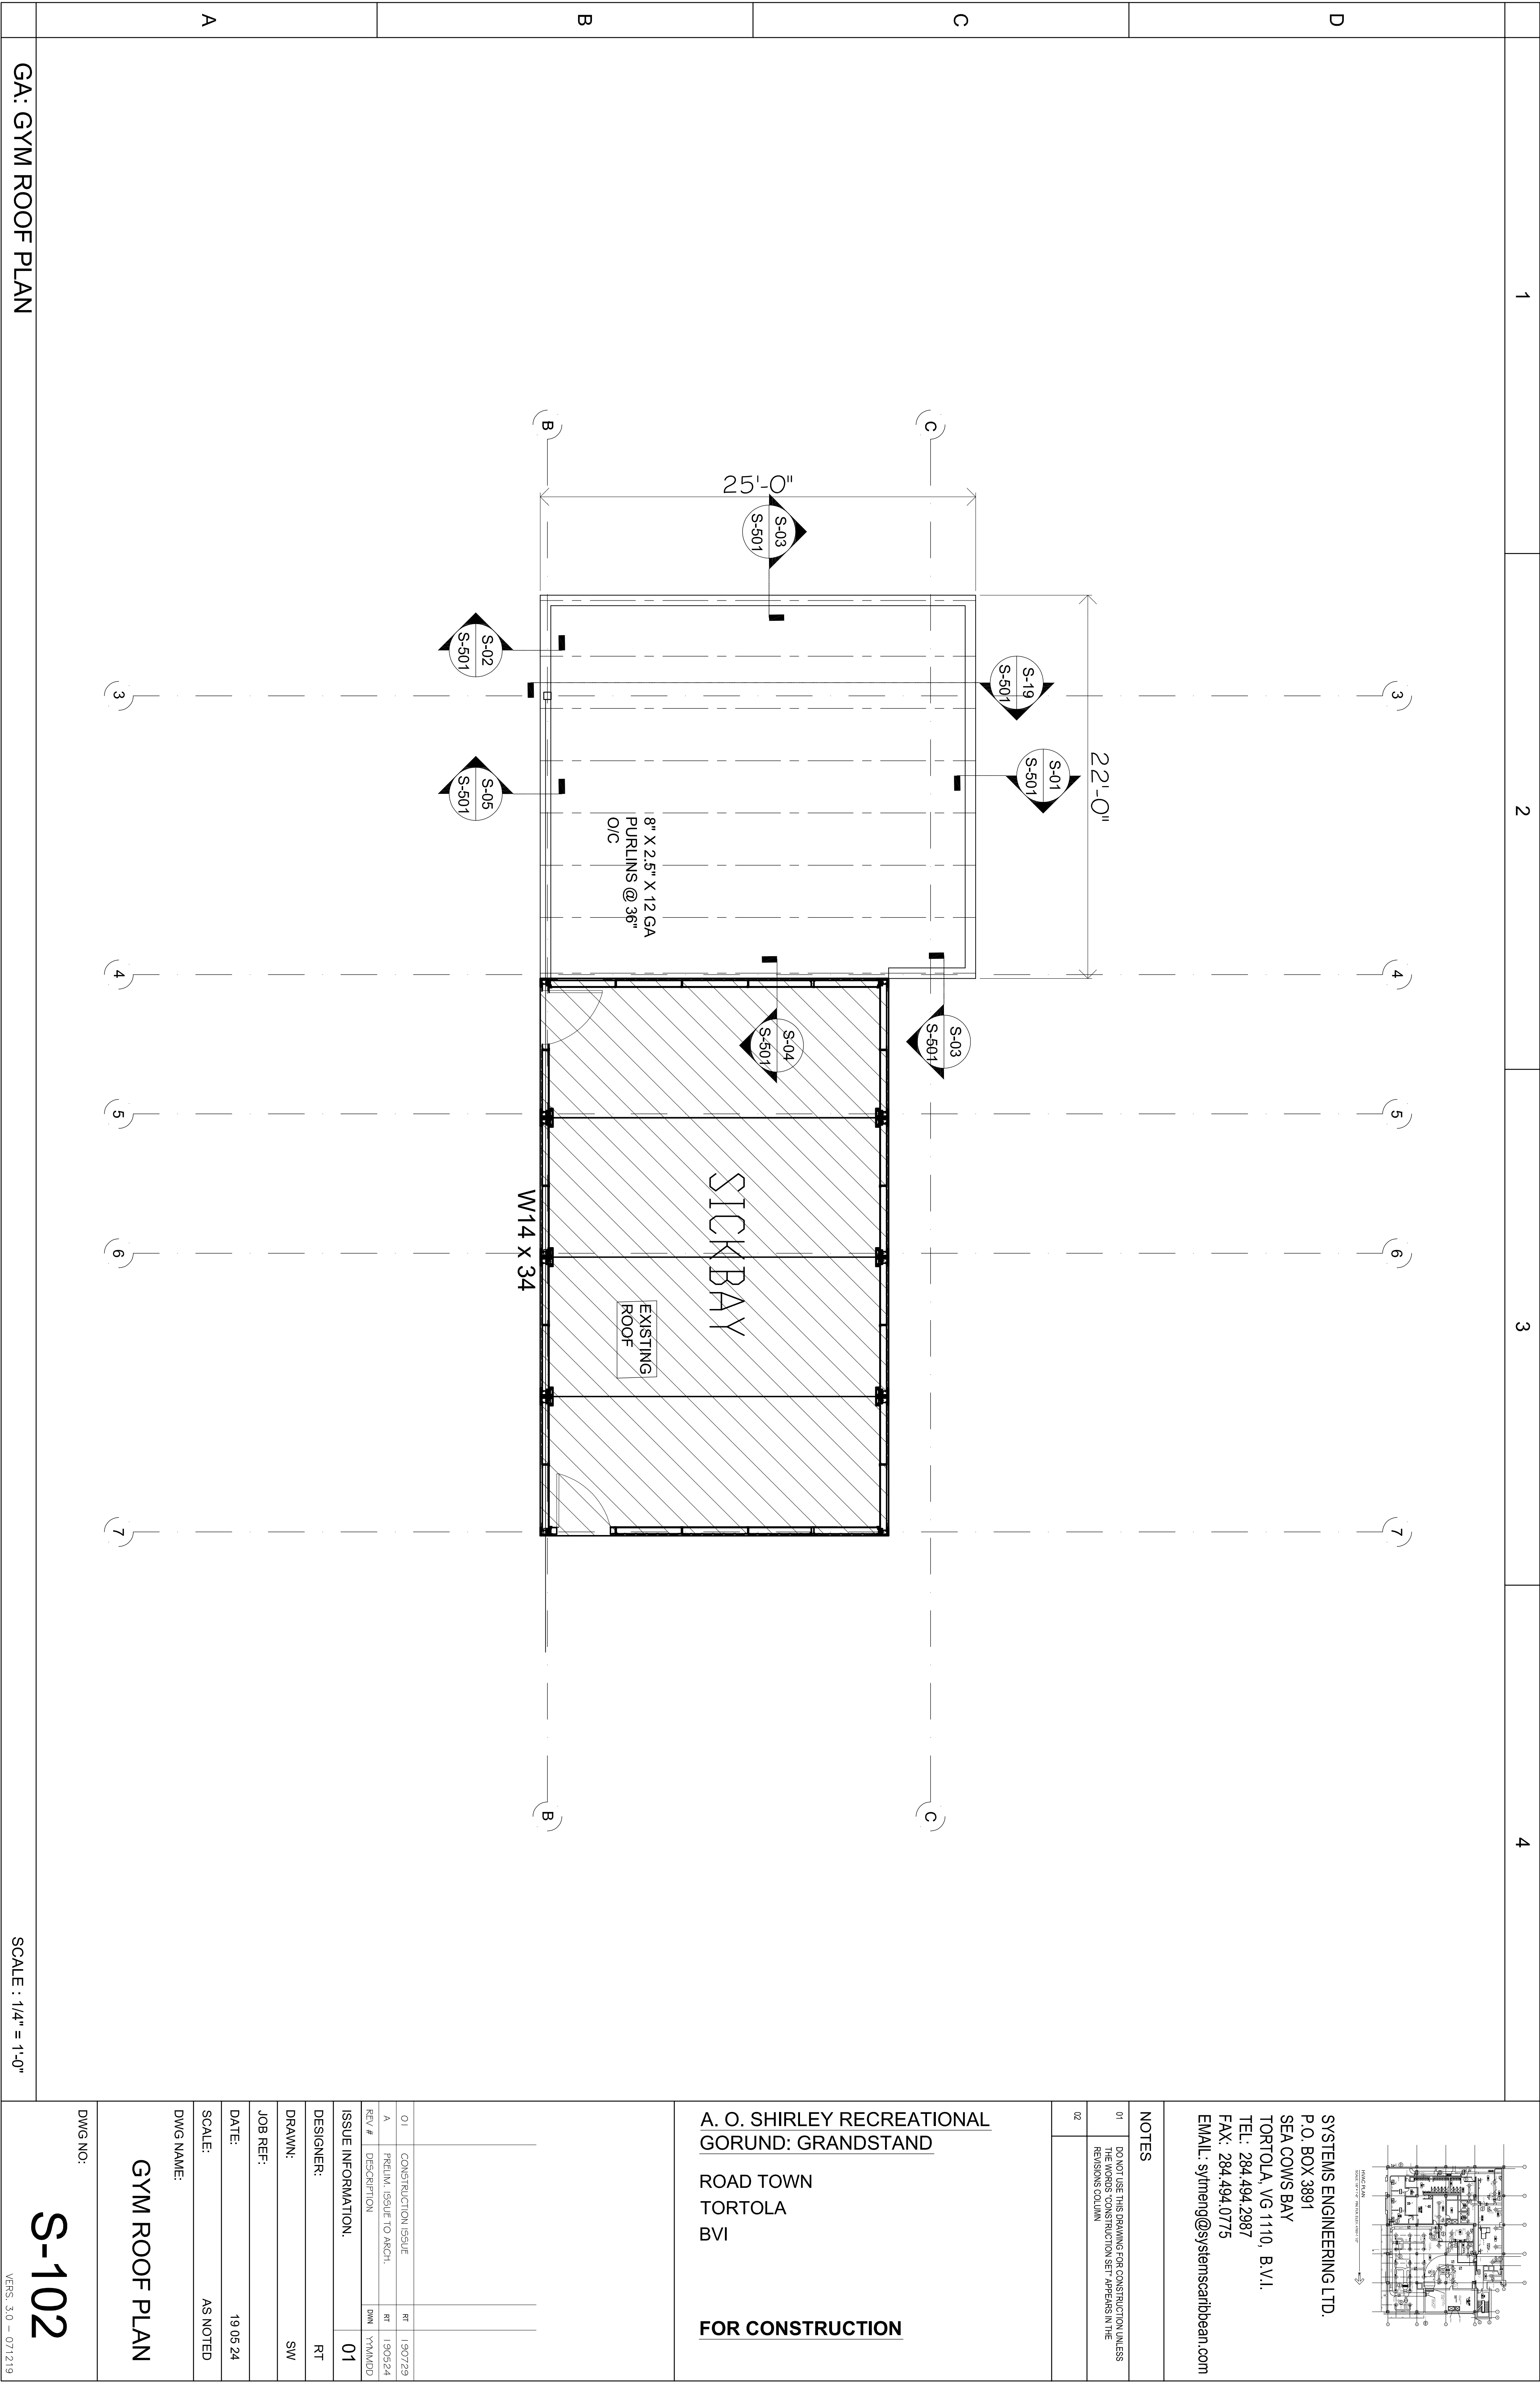 1
2
3
4
D
C
B
A
3
4
5
6
7
22'-0"
S-01
S-501
S-19
S-501
C
C
S-03
S-501
25'-0"
S-03
S-501
S-04
S-501
SICKBAY
8" X 2.5" X 12 GA
PURLINS @ 36"
O/C
EXISTING
ROOF
B
B
W14 x 34
S-02
S-501
S-05
S-501
3
4
5
6
7
GA: GYM ROOF PLAN
SCALE : 1/4" = 1'-0"
HVAC PLAN
SYSTEMS ENGINEERING LTD.
P.O. BOX 3891
SEA COWS BAY
TORTOLA, VG 1110, B.V.I.
TEL: 284.494.2987
FAX: 284.494.0775
EMAIL: sytmeng@systemscaribbean.com
NOTES
01 DO NOT USE THIS DRAWING FOR CONSTRUCTION UNLESS
THE WORDS "CONSTRUCTION SET" APPEARS IN THE
REVISIONS COLUMN
02
A. O. SHIRLEY RECREATIONAL
GORUND: GRANDSTAND
ROAD TOWN
TORTOLA
BVI
FOR CONSTRUCTION
01 CONSTRUCTION ISSUE RT 190729
A PRELIM. ISSUE TO ARCH. RT 190524
REV # DESCRIPTION DWN YYMMDD
ISSUE INFORMATION. 01
DESIGNER: RT
DRAWN: SW
JOB REF:
DATE: 19 05 24
SCALE: AS NOTED
DWG NAME:
GYM ROOF PLAN
DWG NO:
S-102
VERS. 3.0 – 071219